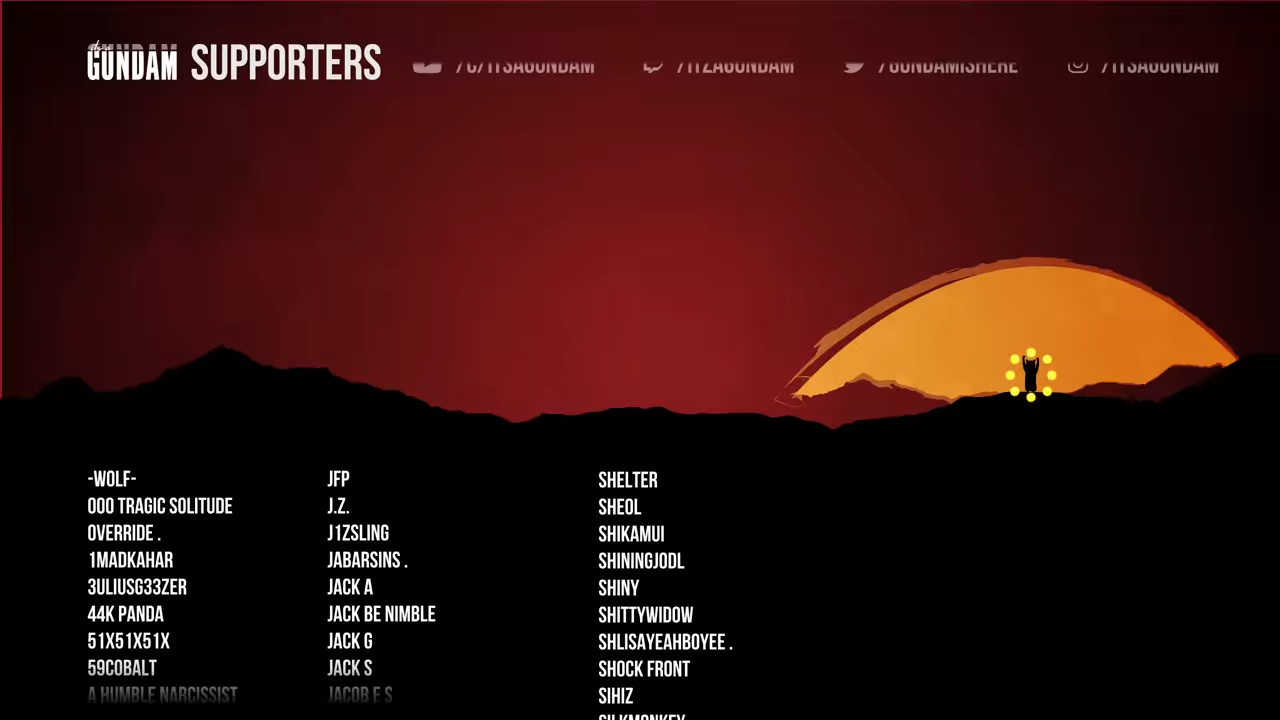 GUNDAM SUPPORTERS
/C/ITSAGUNDAM
/ITZAGUNDAM
/GUNDAMISHERE
/ITSAGUNDAM
-WOLF-
000 TRAGIC SOLITUDE
0VERRIDE .
1MADKAHAR
3ULIUSG33ZER
44K PANDA
51X51X51X
59COBALT
A HUMBLE NARCISSIST
JFP
J.Z.
J1ZSLING
JABARSINS .
JACK A
JACK BE NIMBLE
JACK G
JACK S
JACOB E S
SHELTER
SHEOL
SHIKAMUI
SHININGJODL
SHINY
SHITTYWIDOW
SHLISAYEAHBOYEE .
SHOCK FRONT
SIHIZ
SILKMONKEY